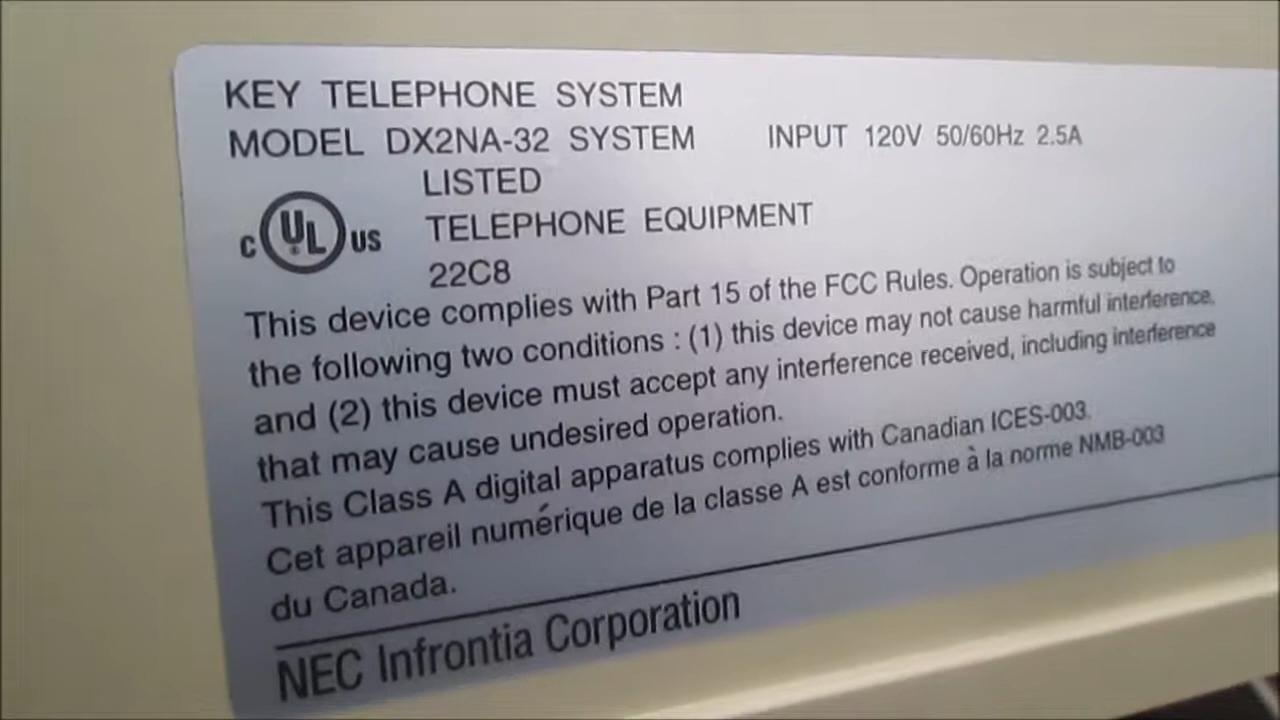 KEY TELEPHONE SYSTEM
MODEL DX2NA-32 SYSTEM INPUT 120V 50/60Hz 2.5A
LISTED
C UL ® US TELEPHONE EQUIPMENT
22C8
This device complies with Part 15 of the FCC Rules. Operation is subject to
the following two conditions : (1) this device may not cause harmful interference,
and (2) this device must accept any interference received, including interference
that may cause undesired operation.
This Class A digital apparatus complies with Canadian ICES-003.
Cet appareil numérique de la classe A est conforme à la norme NMB-003
du Canada.
NEC Infrontia Corporation